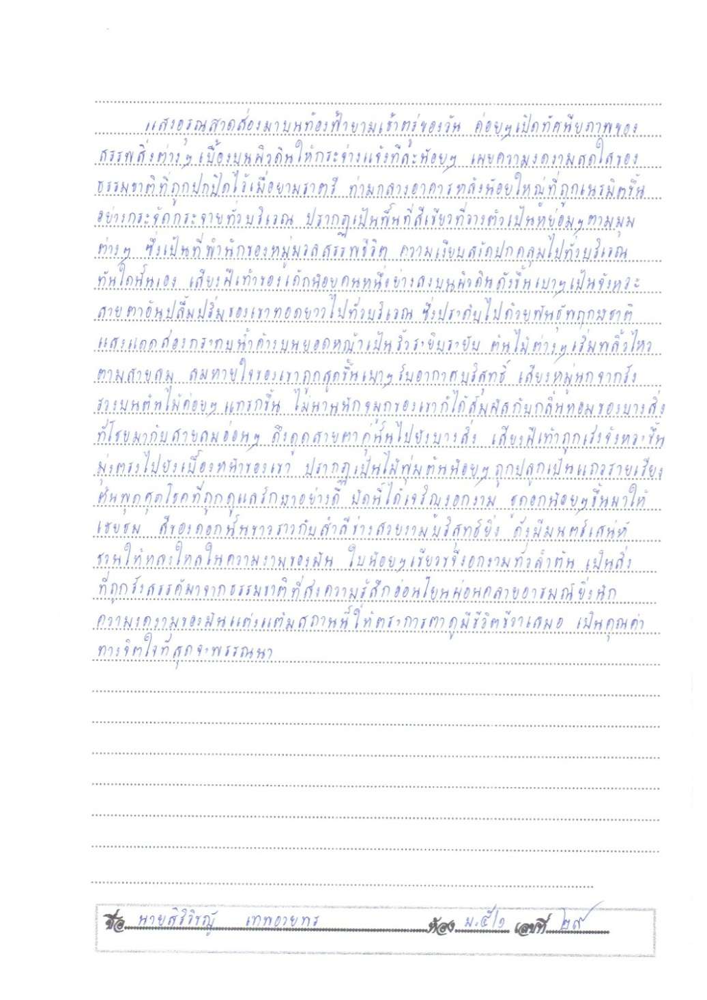 แสงอรุณสาดส่องมาบนท้องฟ้ายามเช้าตรู่ของวัน ค่อยๆเปิดทัศนียภาพของ
สรรพสิ่งต่างๆ เบื้องบนผิวดินให้กระจ่างแจ้งทีละน้อยๆ เผยความงดงามสดใสของ
ธรรมชาติที่ถูกปกปิดไว้เมื่อยามราตรี ท่ามกลางอาคารหลังน้อยใหญ่ที่ถูกเนรมิตขึ้น
อย่างกระจัดกระจายทั่วบริเวณ ปรากฏเป็นพื้นที่สีเขียวที่วางตัวเป็นหย่อมๆตามมุม
ต่างๆ ซึ่งเป็นที่พำนักของหมู่มวลสรรพชีวิต ความเงียบสงัดปกคลุมไปทั่วบริเวณ
ทันใดนั้นเอง เสียงฝีเท้าของเด็กน้อยคนหนึ่งย่างลงบนผิวดินดังขึ้นเบาๆเป็นจังหวะ
สายตาอันปลื้มปริ่มของเขาทอดยาวไปทั่วบริเวณ ซึ่งประดับไปด้วยพันธุ์พฤกษชาติ
แสงแดดส่องกระทบน้ำค้างบนยอดหญ้าเป็นริ้วระยิบระยับ ต้นไม้ต่างๆเริ่มพลิ้วไหว
ตามสายลม ลมหายใจของเขาถูกสูดขึ้นเบาๆรับอากาศบริสุทธิ์ เสียงหมู่นกจากรัง
รวงบนต้นไม้ค่อยๆ แทรกขึ้น ไม่นานนักจมูกของเขาก็ได้สัมผัสกับกลิ่นหอมของบางสิ่ง
ที่โชยมากับสายลมอ่อนๆ ดึงดูดสายตาคู่นั้นไปยังบางสิ่ง เสียงฝีเท้าถูกเร่งจังหวะขึ้น
มุ่งตรงไปยังเบื้องหน้าของเขา ปรากฏเป็นไม้พุ่มต้นน้อยๆถูกปลูกเป็นแถวรายเรียง
ต้นพุดศุภโชคที่ถูกดูแลรักษาอย่างดี บัดนี้ได้เจริญงอกงาม ชูดอกน้อยๆขึ้นมาให้
เชยชม สีของดอกนั้นขาวราวกับสำลีช่างสวยงามบริสุทธิ์ยิ่ง ดั่งมีมนตร์เสน่ห์
ชวนให้หลงใหลในความงามของมัน ใบน้อยๆเขียวขจีงอกงามทั่วลำต้น เป็นสิ่ง
ที่ถูกรังสรรค์มาจากธรรมชาติที่ส่งความรู้สึกอ่อนโยนผ่อนคลายอารมณ์ยิ่งนัก
ความงดงามของมันแต่งแต้มสถานนี้ให้ตระการตาดูมีชีวิตชีวาเสมอ เป็นคุณค่า
ทางจิตใจที่สุดจะพรรณนา
ชื่อ นายสิริวิชญ์ เทพอวยพร ห้อง ม.๕/๑ เลขที่ ๒๙